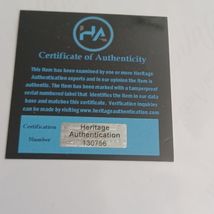 HA
Certificate of Authenticity
This item has been examined by one or more Heritage
Authentication experts and in our opinion the item is
authentic. The item has been marked with a tamperproof
serial numbered label that identifies the item in our data
base and matches this certificate. Verification inquiries
can be made by visiting www.heritageauthentication.com
Certification
Number
Heritage
Authentication
130756